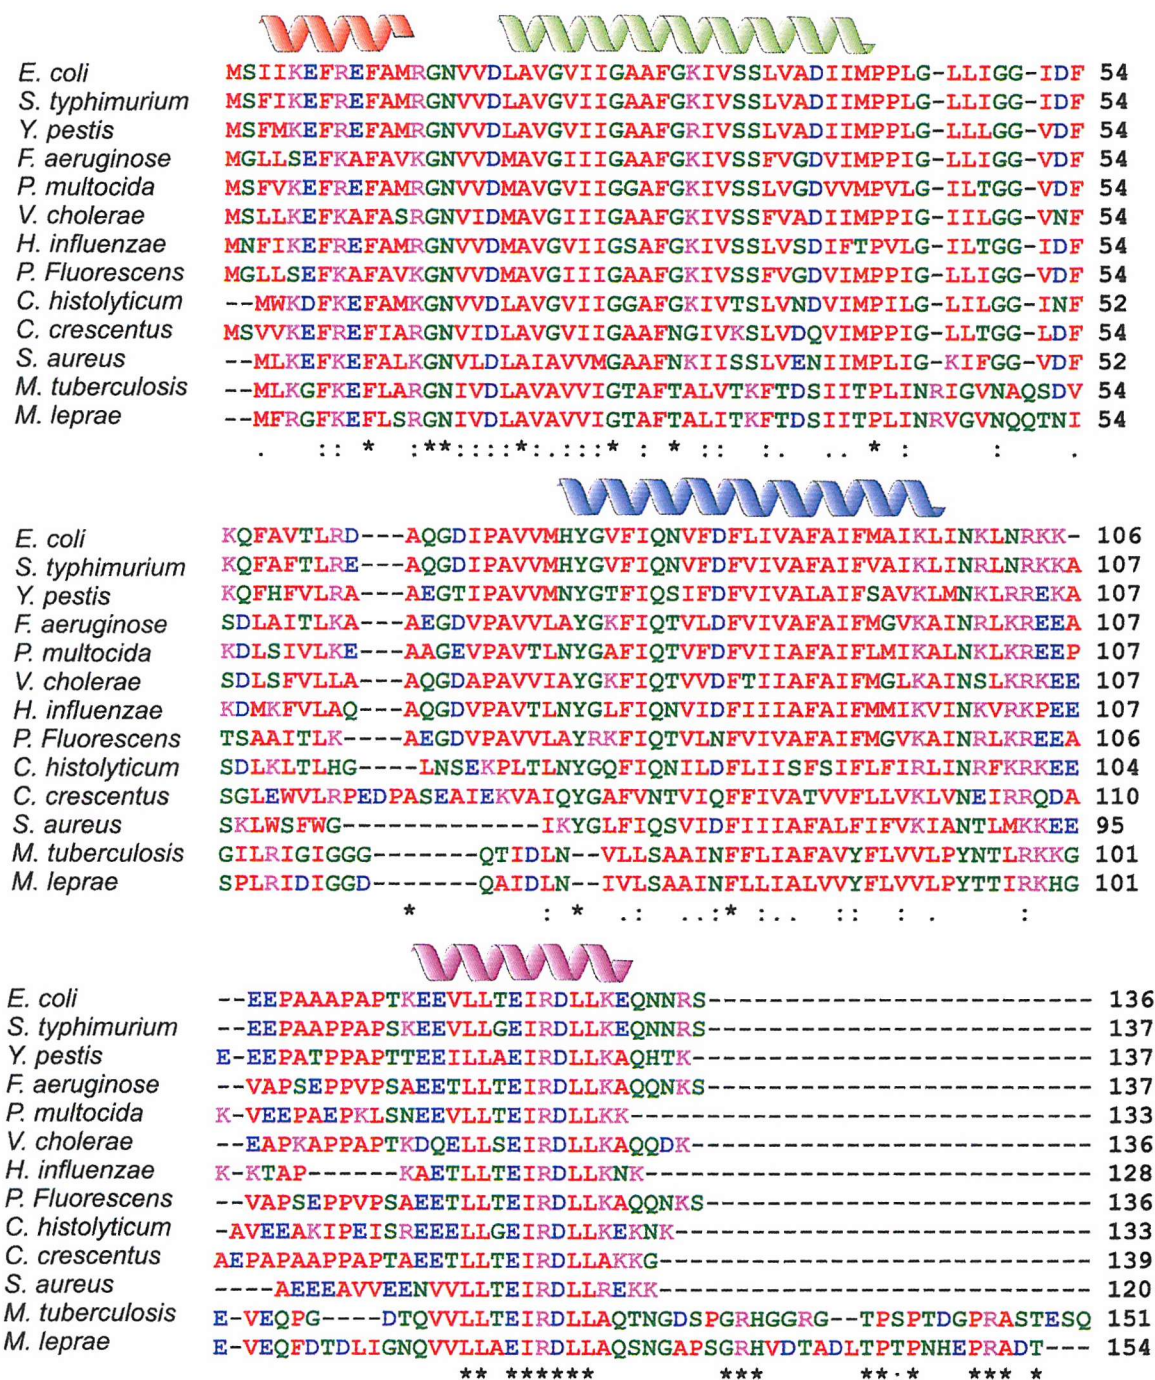 E. coli MSIIKEFREFAMRGNVVDLAVGVIIGAAFGKIVSSLVADIIMPPLG-LLIGG-IDF 54
S. typhimurium MSFIKEFREFAMRGNVVDLAVGVIIGAAFGKIVSSLVADIIMPPLG-LLIGG-IDF 54
Y. pestis MSFMKEFREFAMRGNVVDLAVGVIIGAAFGRIVSSLVADIIMPPLG-LLLGG-VDF 54
F. aeruginose MGLLSEFKAFAVKGNVVDMAVGIIIGAAFGKIVSSFVGDVIMPPIG-LLIGG-VDF 54
P. multocida MSFVKEFREFAMRGNVVDMAVGVIIGGAFGKIVSSLVGDVVMPVLG-ILTGG-VDF 54
V. cholerae MSLLKEFKAFASRGNVIDMAVGIIIGAAFGKIVSSFVADIIMPPIG-IILGG-VNF 54
H. influenzae MNFIKEFREFAMRGNVVDMAVGVIIGSAFGKIVSSLVSDIFTPVLG-ILTGG-IDF 54
P. Fluorescens MGLLSEFKAFAVKGNVVDMAVGIIIGAAFGKIVSSFVGDVIMPPIG-LLIGG-VDF 54
C. histolyticum --MWKDFKEFAMKGNVVDLAVGVIIGGAFGKIVTSLVNDVIMPILG-LILGG-INF 52
C. crescentus MSVVKEFREFIARGNVIDLAVGVIIGAAFNGIVKSLVDQVIMPPIG-LLTGG-LDF 54
S. aureus --MLKEFKEFALKGNVLDLAIAVVMGAAFNKIISSLVENIIMPLIG-KIFGG-VDF 52
M. tuberculosis --MLKGFKEFLARGNIVDLAVAVVIGTAFTALVTKFTDSIITPLINRIGVNAQSDV 54
M. leprae --MFRGFKEFLSRGNIVDLAVAVVIGTAFTALITKFTDSIITPLINRVGVNQQTNI 54
. :: * **::::*:.:::* : * :: :. .. * : : .
E. coli KQFAVTLRD---AQGDIPAVVMHYGVFIQNVFDFLIVAFAIFMAIKLINKLNRKK- 106
S. typhimurium KQFAFTLRE---AQGDIPAVVMHYGVFIQNVFDFVIVAFAIFVAIKLINRLNRKKA 107
Y. pestis KQFHFVLRA---AEGTIPAVVMNYGTFIQSIFDFVIVALAIFSAVKLMNKLRREKA 107
F. aeruginose SDLAITLKA---AEGDVPAVVLAYGKFIQTVLDFVIVAFAIFMGVKAINRLKREEA 107
P. multocida KDLSIVLKE---AAGEVPAVTLNYGAFIQTVFDFVIIAFAIFLMIKALNKLKREEP 107
V. cholerae SDLSFVLLA---AQGDAPAVVIAYGKFIQTVVDFTIIAFAIFMGLKAINSLKRKEE 107
H. influenzae KDMKFVLAQ---AQGDVPAVTLNYGLFIQNVIDFIIIAFAIFMMIKVINKVRKPEE 107
P. Fluorescens TSAAITLK----AEGDVPAVVLAYRKFIQTVLNFVIVAFAIFMGVKAINRLKREEA 106
C. histolyticum SDLKLTLHG----LNSEKPLTLNYGQFIQNILDFLIISFSIFLFIRLINRFKRKEE 104
C. crescentus SGLEWVLRPEDPASEAIEKVAIQYGAFVNTVIQFFIVATVVFLLVKLVNEIRRQDA 110
S. aureus SKLWSFWG-------------IKYGLFIQSVIDFIIIAFALFIFVKIANTLMKKEE 95
M. tuberculosis GILRIGIGGG-------QTIDLN--VLLSAAINFFLIAFAVYFLVVLPYNTLRKKG 101
M. leprae SPLRIDIGGD-------QAIDLN--IVLSAAINFLLIALVVYFLVVLPYTTIRKHG 101
* : * .: ..:* :.. :: : . :
E. coli --EEPAAAPAPTKEEVLLTEIRDLLKEQNNRS------------------------- 136
S. typhimurium --EEPAAPPAPSKEEVLLGEIRDLLKEQNNRS------------------------- 137
Y. pestis E-EEPATPPAPTTEEILLAEIRDLLKAQHTK-------------------------- 137
F. aeruginose --VAPSEPPVPSAEETLLTEIRDLLKAQQNKS------------------------- 137
P. multocida K-VEEPAEPKLSNEEVLLTEIRDLLKK------------------------------ 133
V. cholerae --EAPKAPPAPTKDQELLSEIRDLLKAQQDK-------------------------- 136
H. influenzae K-KTAP------KAETLLTEIRDLLKNK----------------------------- 128
P. Fluorescens --VAPSEPPVPSAEETLLTEIRDLLKAQQNKS------------------------- 136
C. histolyticum -AVEEAKIPEISREEELLGEIRDLLKEKNK--------------------------- 133
C. crescentus AEPAPAAPPAPTAEETLLTEIRDLLAKKG---------------------------- 139
S. aureus ----AEEEAVVEENVVLLTEIRDLLREKK---------------------------- 120
M. tuberculosis E-VEQPG----DTQVVLLTEIRDLLAQTNGDSPGRHGGRG--TPSPTDGPRASTESQ 151
M. leprae E-VEQFDTDLIGNQVVLLAEIRDLLAQSNGAPSGRHVDTADLTPTPNHEPRADT--- 154
** ****** *** **.* *** *